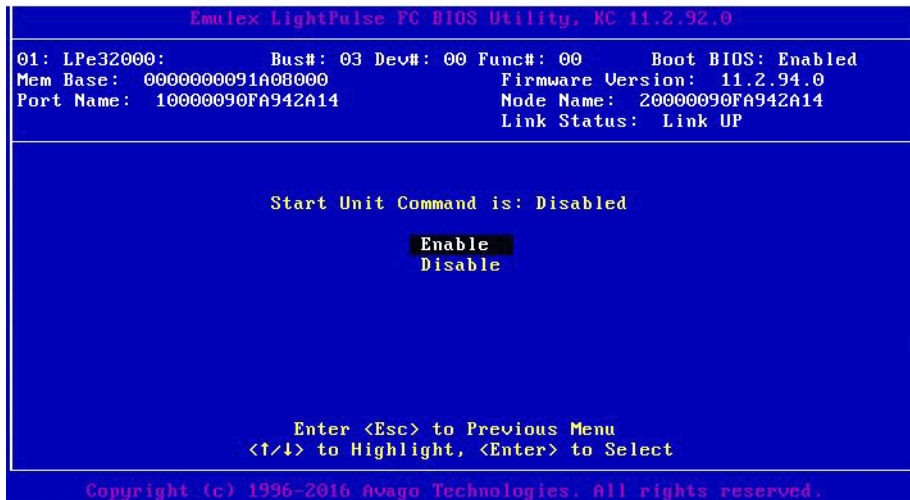 Emulex LightPulse FC BIOS Utility, KC 11.2.92.0
01: LPe32000: Bus#: 03 Dev#: 00 Func#: 00 Boot BIOS: Enabled
Mem Base: 0000000091A08000 Firmware Version: 11.2.94.0
Port Name: 10000090FA942A14 Node Name: 20000090FA942A14
Link Status: Link UP
Start Unit Command is: Disabled
Enable
Disable
Enter <Esc> to Previous Menu
<↑/↓> to Highlight, <Enter> to Select
Copyright (c) 1996-2016 Avago Technologies. All rights reserved.